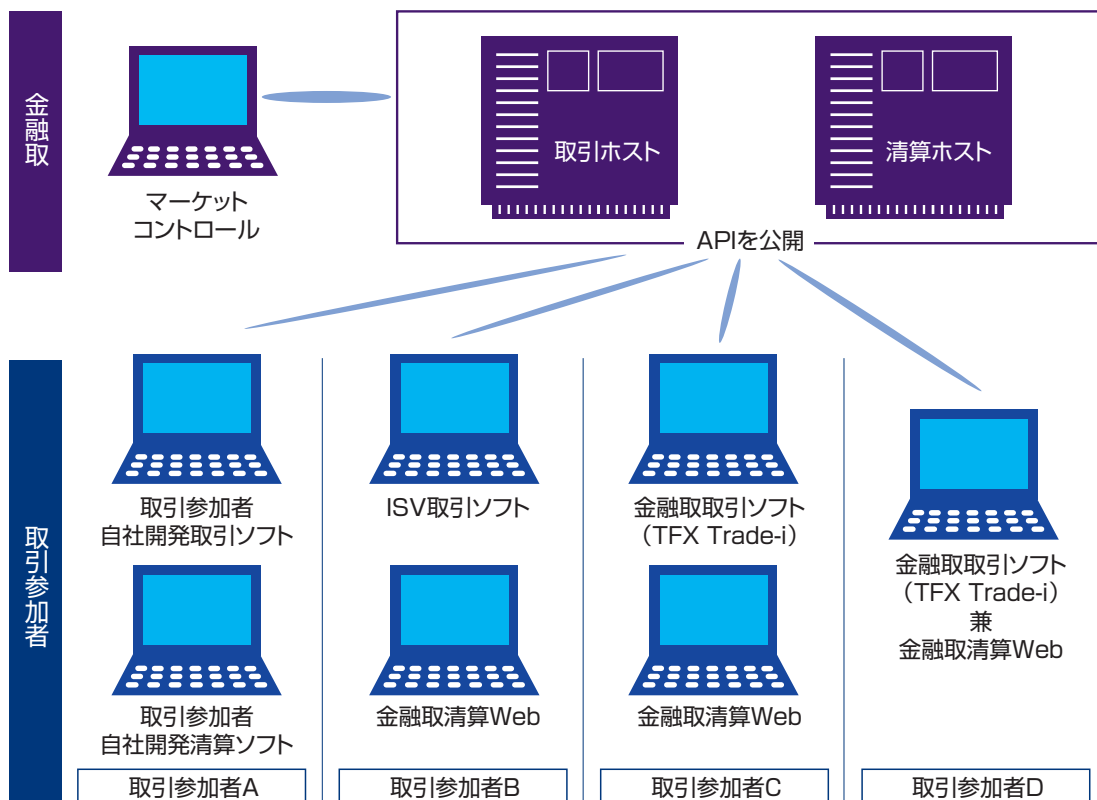 金融取
マーケット
コントロール
取引ホスト
清算ホスト
APIを公開
取引参加者
取引参加者
自社開発取引ソフト
ISV取引ソフト
金融取取引ソフト
（TFX Trade-i）
金融取取引ソフト
（TFX Trade-i）
兼
金融取清算Web
取引参加者
自社開発清算ソフト
金融取清算Web
金融取清算Web
取引参加者A
取引参加者B
取引参加者C
取引参加者D